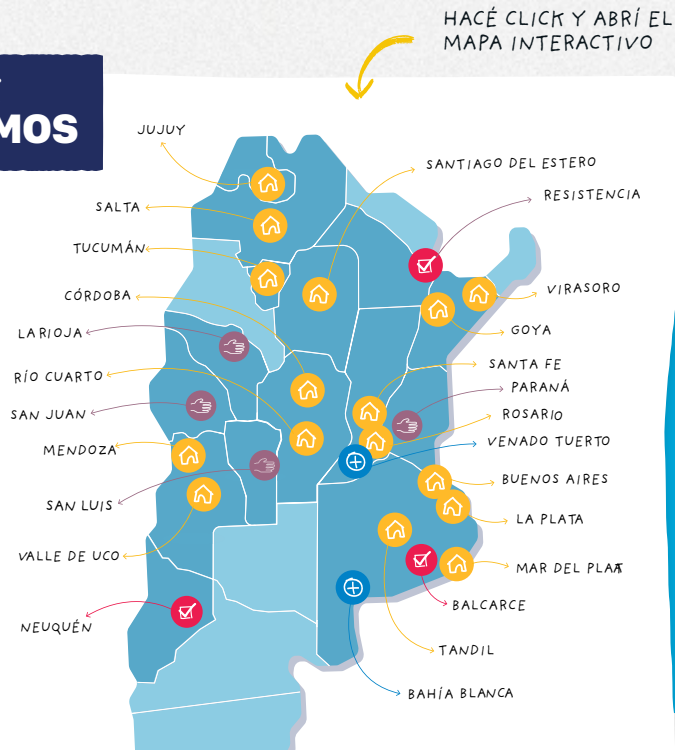 HACÉ CLICK Y ABRÍ EL
MAPA INTERACTIVO
MOS
JUJUY
SANTIAGO DEL ESTERO
RESISTENCIA
SALTA
TUCUMÁN
VIRASORO
CÓRDOBA
GOYA
LA RIOJA
SANTA FE
RÍO CUARTO
PARANÁ
SAN JUAN
ROSARIO
VENADO TUERTO
MENDOZA
BUENOS AIRES
SAN LUIS
LA PLATA
VALLE DE UCO
MAR DEL PLAT
BALCARCE
NEUQUÉN
TANDIL
BAHÍA BLANCA